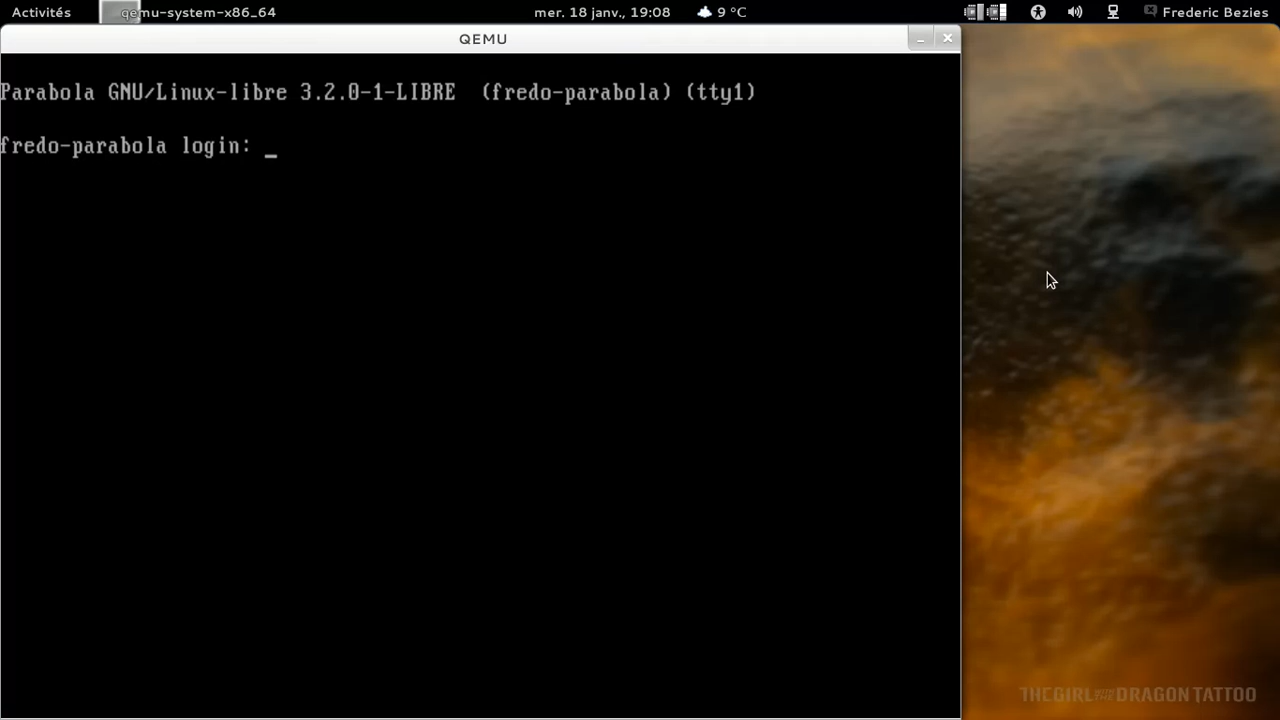 Activités qemu-system-x86_64 mer. 18 janv., 19:08 9 °C Frederic Bezies
QEMU
Parabola GNU/Linux-libre 3.2.0-1-LIBRE (fredo-parabola) (tty1)
fredo-parabola login: _
THE GIRL WITH THE DRAGON TATTOO